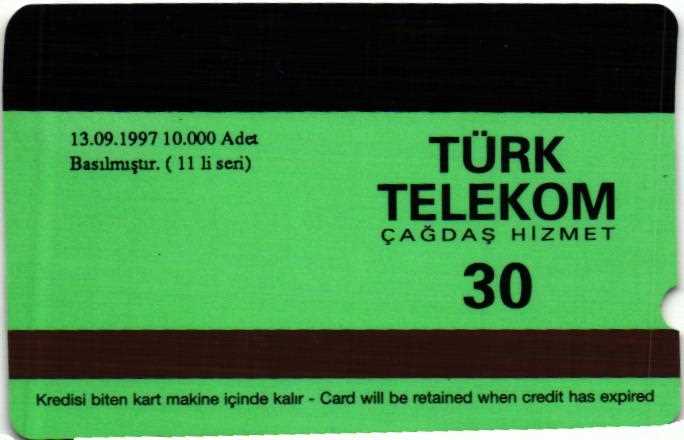 13.09.1997 10.000 Adet
Basılmıştır. ( 11 li seri)
TÜRK
TELEKOM
ÇAĞDAŞ HİZMET
30
Kredisi biten kart makine içinde kalır - Card will be retained when credit has expired